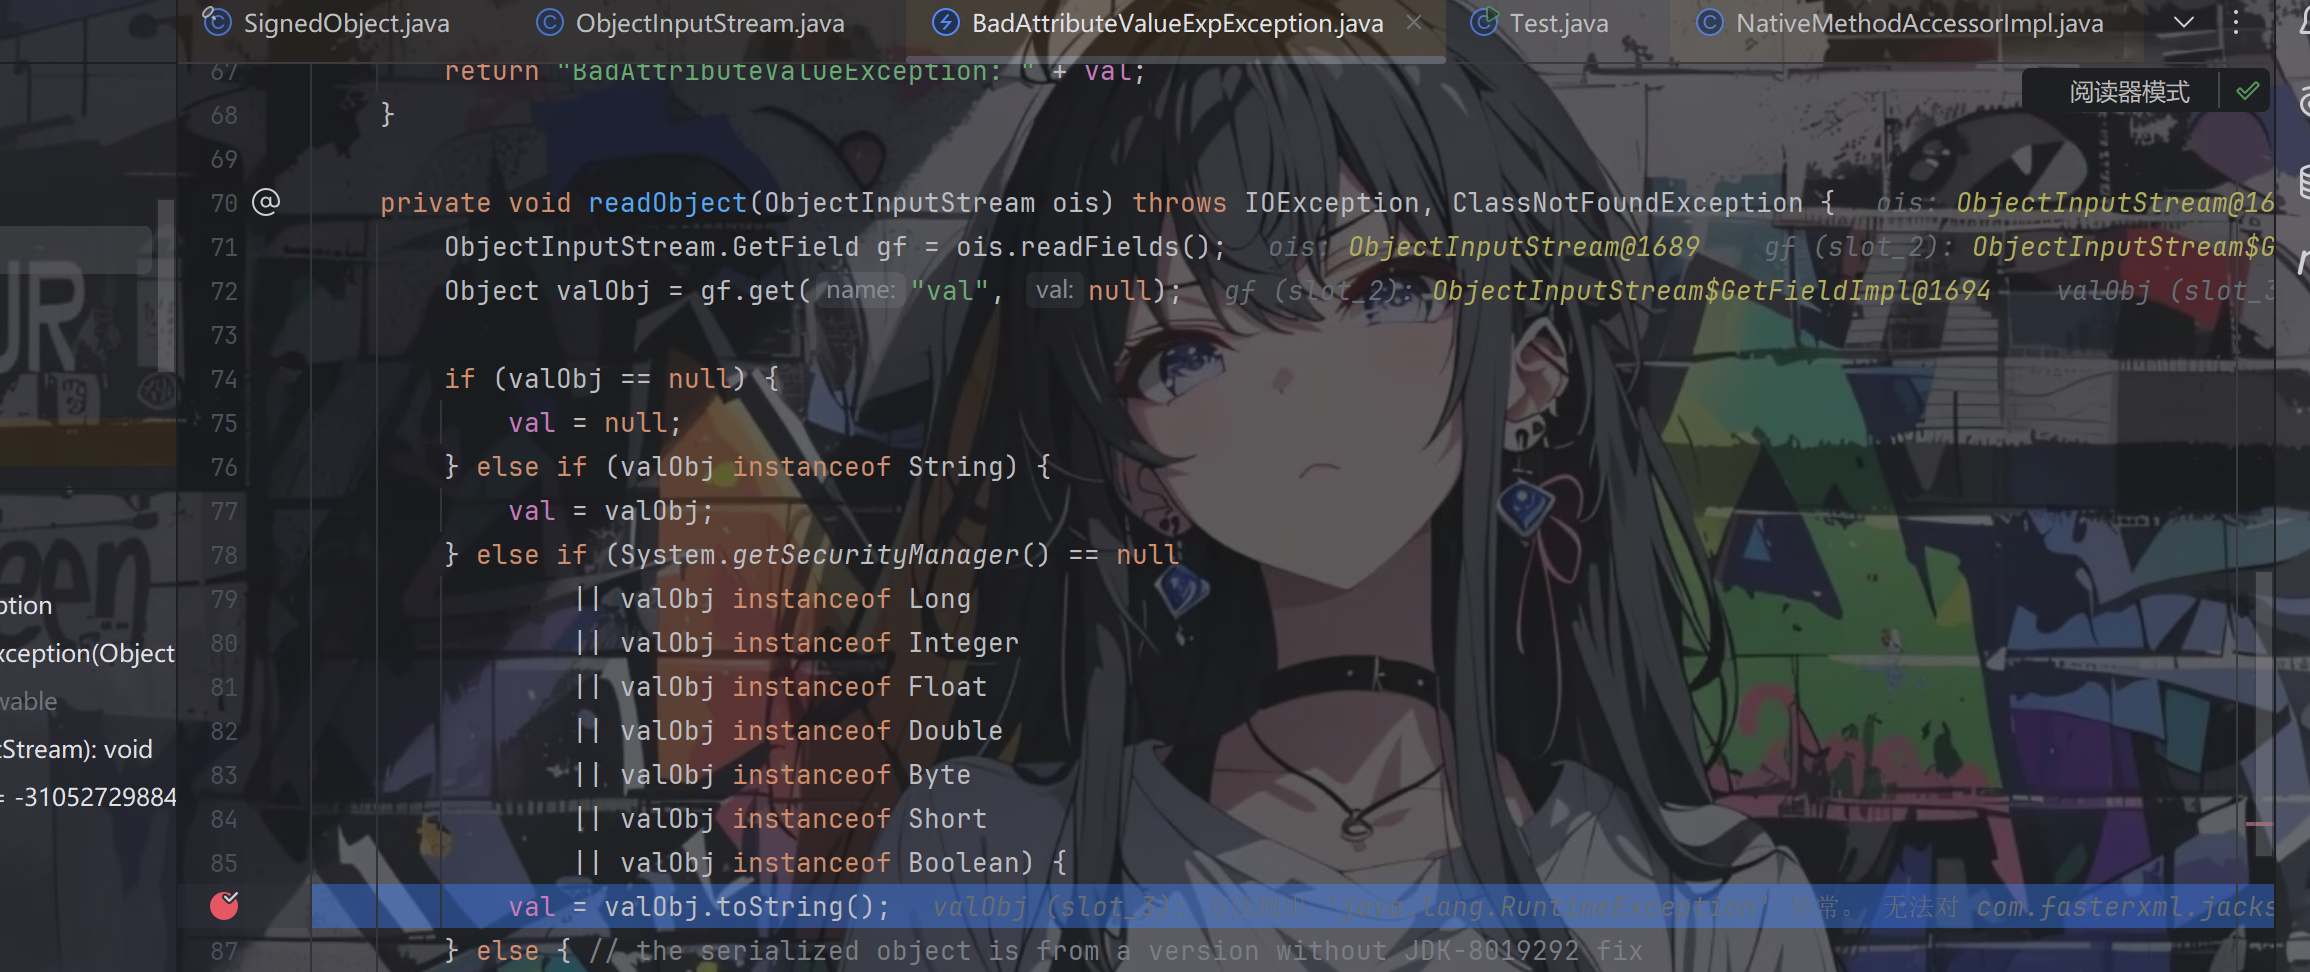 SignedObject.java
ObjectInputStream.java
BadAttributeValueExpException.java
Test.java
NativeMethodAccessorImpl.java
阅读器模式
67 return "BadAttributeValueException: " + val;
68 }
69
70 private void readObject(ObjectInputStream ois) throws IOException, ClassNotFoundException { ois: ObjectInputStream@16
71 ObjectInputStream.GetField gf = ois.readFields(); ois: ObjectInputStream@1689 gf (slot_2): ObjectInputStream$G
72 Object valObj = gf.get( name: "val", val: null); gf (slot_2): ObjectInputStream$GetFieldImpl@1694 valObj (slot_3
73
74 if (valObj == null) {
75 val = null;
76 } else if (valObj instanceof String) {
77 val = valObj;
78 } else if (System.getSecurityManager() == null
79 || valObj instanceof Long
80 || valObj instanceof Integer
81 || valObj instanceof Float
82 || valObj instanceof Double
83 || valObj instanceof Byte
84 || valObj instanceof Short
85 || valObj instanceof Boolean) {
val = valObj.toString(); valObj (slot_3): 'java.lang.RuntimeException' 异常。 无法对 com.fasterxml.jacks
87 } else { // the serialized object is from a version without JDK-8019292 fix
UR
een
ption
xception(Object
wable
tStream): void
= -31052729884